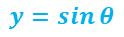 y = sin θ